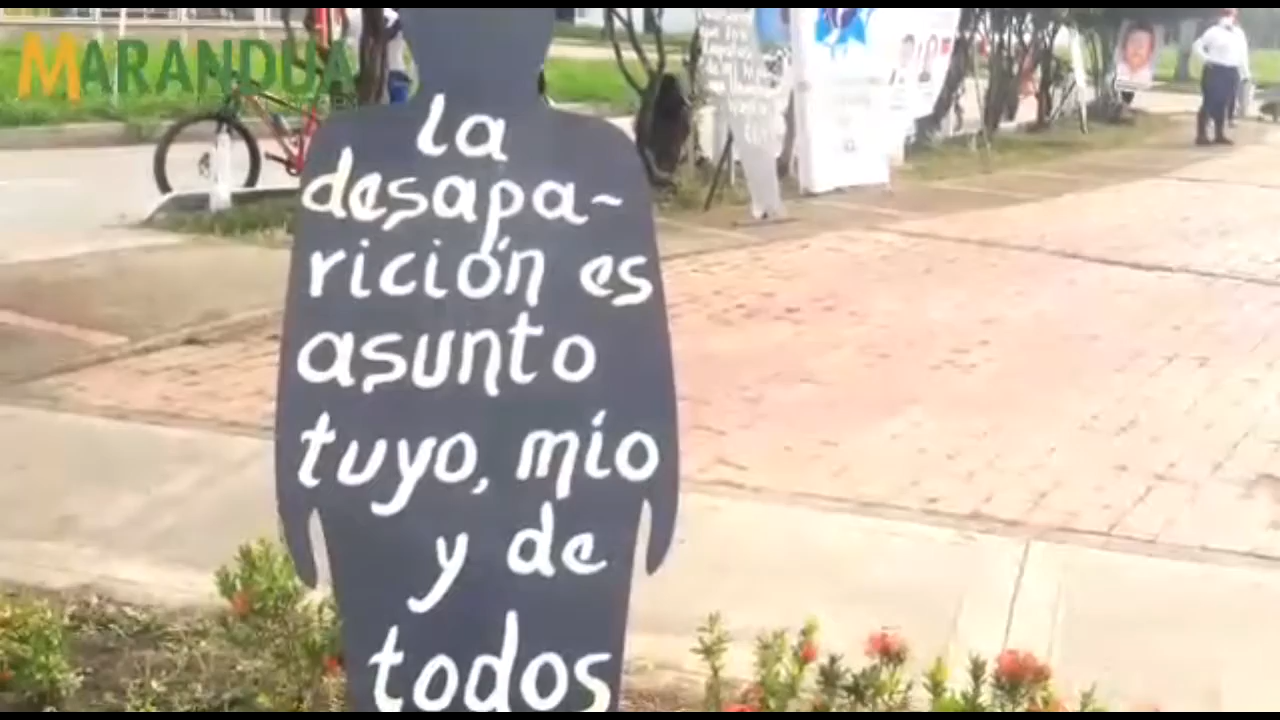 MARANDUA
la
desapa-
rición es
asunto
tuyo, mío
y de
todos